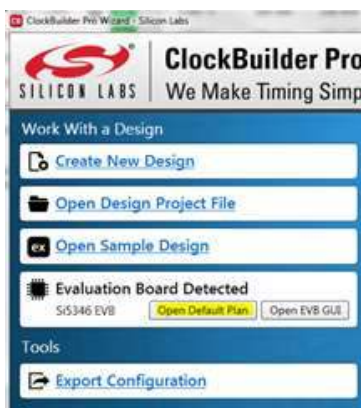 ClockBuilder Pro Wizard - Silicon Labs
SILICON LABS
ClockBuilder Pro
We Make Timing Simp
Work With a Design
Create New Design
Open Design Project File
ex Open Sample Design
Evaluation Board Detected
Si5346 EVB Open Default Plan Open EVB GUI
Tools
Export Configuration